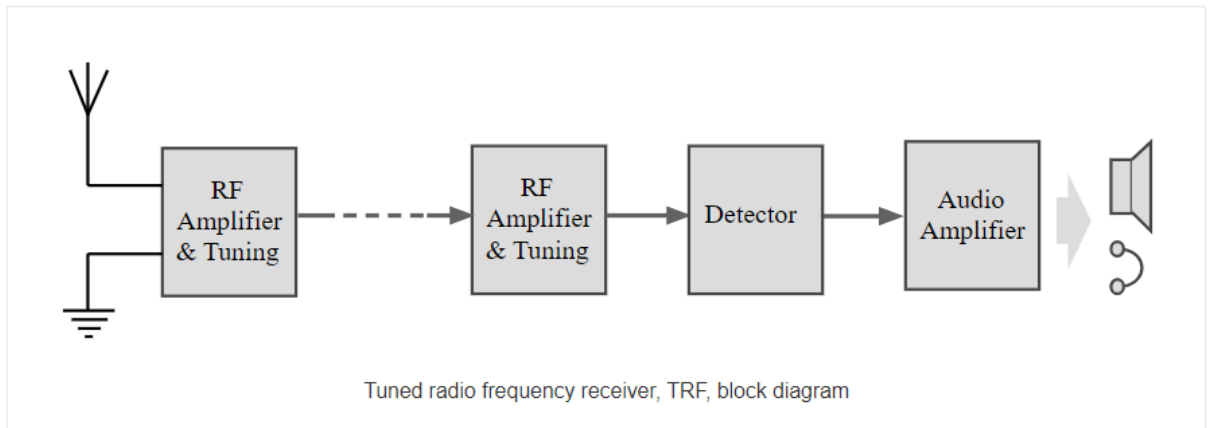 RF
Amplifier
& Tuning
RF
Amplifier
& Tuning
Detector
Audio
Amplifier
Tuned radio frequency receiver, TRF, block diagram